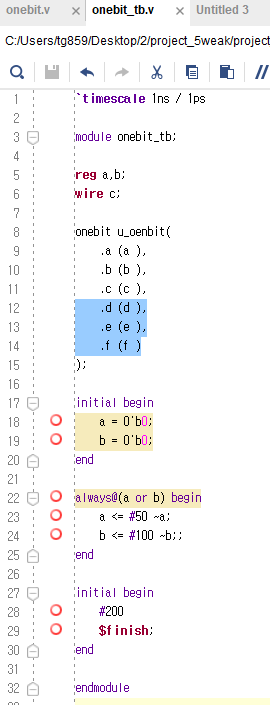 onebit.v × onebit_tb.v × Untitled 3
C:/Users/tg859/Desktop/2/project_5weak/project
1 `timescale 1ns / 1ps
2
3 module onebit_tb;
4
5 reg a,b;
6 wire c;
7
8 onebit u_oenbit(
9 .a (a ),
10 .b (b ),
11 .c (c ),
12 .d (d ),
13 .e (e ),
14 .f (f )
15 );
16
17 initial begin
18 a = 0'b0;
19 b = 0'b0;
20 end
21
22 always@(a or b) begin
23 a <= #50 ~a;
24 b <= #100 ~b;;
25 end
26
27 initial begin
28 #200
29 $finish;
30 end
31
32 endmodule